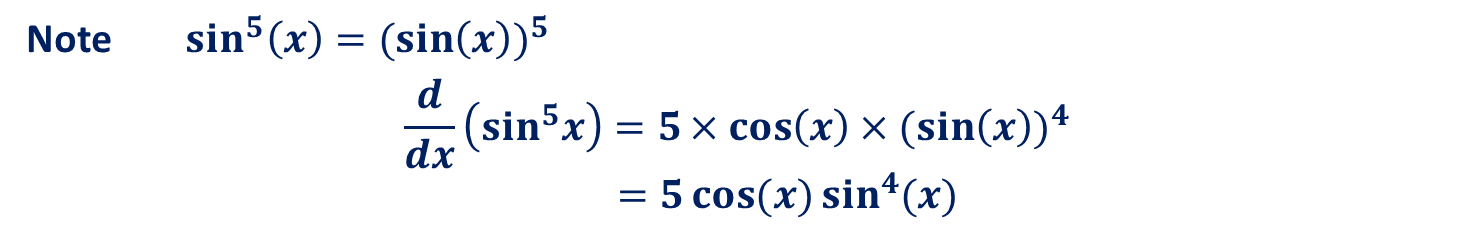 Note sin⁵(x) = (sin(x))⁵
d/dx (sin⁵x) = 5 × cos(x) × (sin(x))⁴
= 5 cos(x) sin⁴(x)